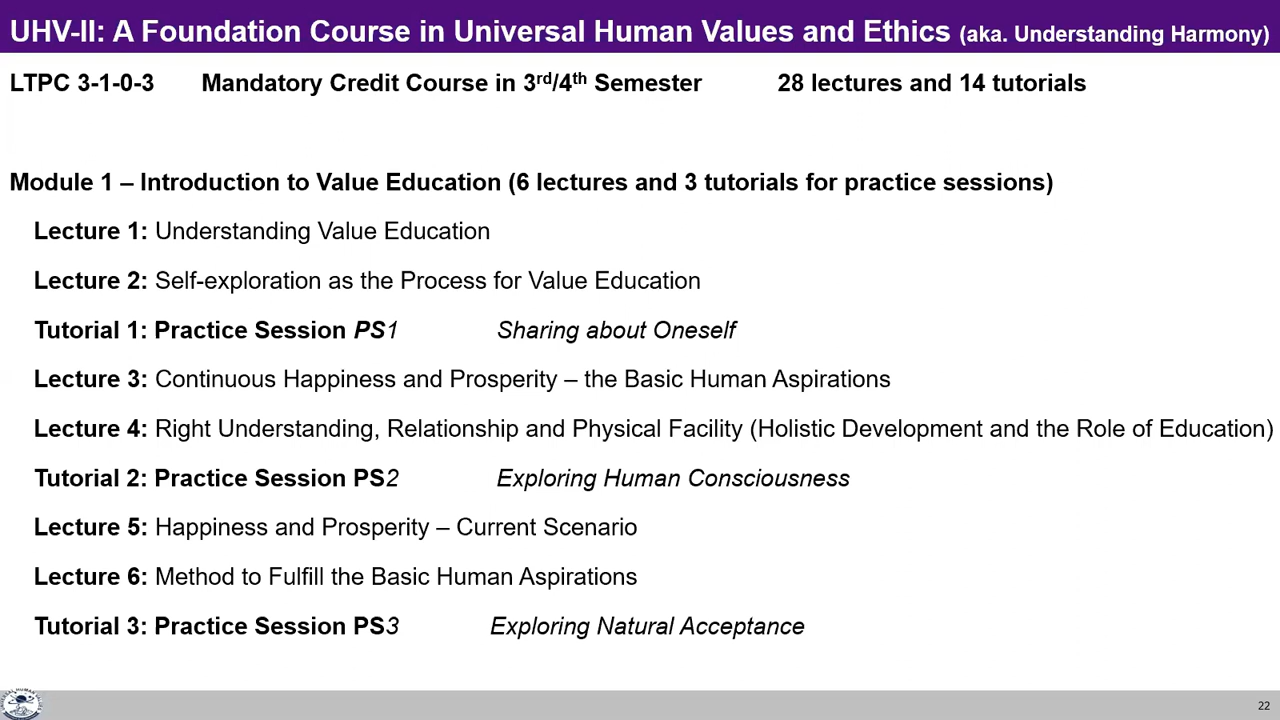 UHV-II: A Foundation Course in Universal Human Values and Ethics (aka. Understanding Harmony)
LTPC 3-1-0-3 Mandatory Credit Course in 3rd/4th Semester 28 lectures and 14 tutorials
Module 1 – Introduction to Value Education (6 lectures and 3 tutorials for practice sessions)
Lecture 1: Understanding Value Education
Lecture 2: Self-exploration as the Process for Value Education
Tutorial 1: Practice Session PS1 Sharing about Oneself
Lecture 3: Continuous Happiness and Prosperity – the Basic Human Aspirations
Lecture 4: Right Understanding, Relationship and Physical Facility (Holistic Development and the Role of Education)
Tutorial 2: Practice Session PS2 Exploring Human Consciousness
Lecture 5: Happiness and Prosperity – Current Scenario
Lecture 6: Method to Fulfill the Basic Human Aspirations
Tutorial 3: Practice Session PS3 Exploring Natural Acceptance
22